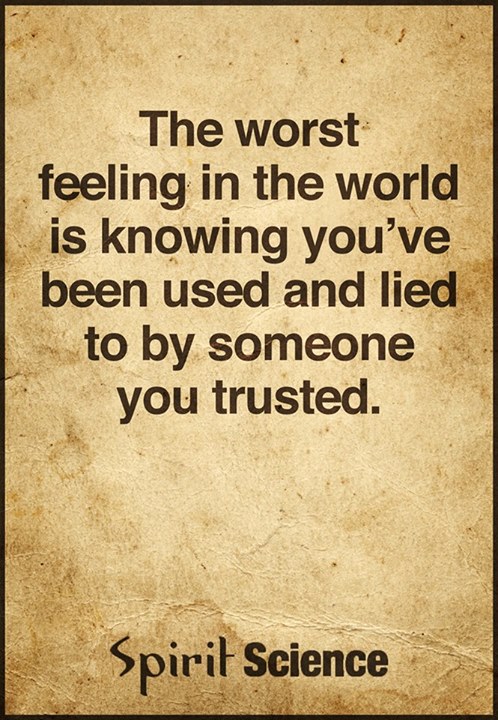 The worst
feeling in the world
is knowing you've
been used and lied
to by someone
you trusted.
Spirit Science